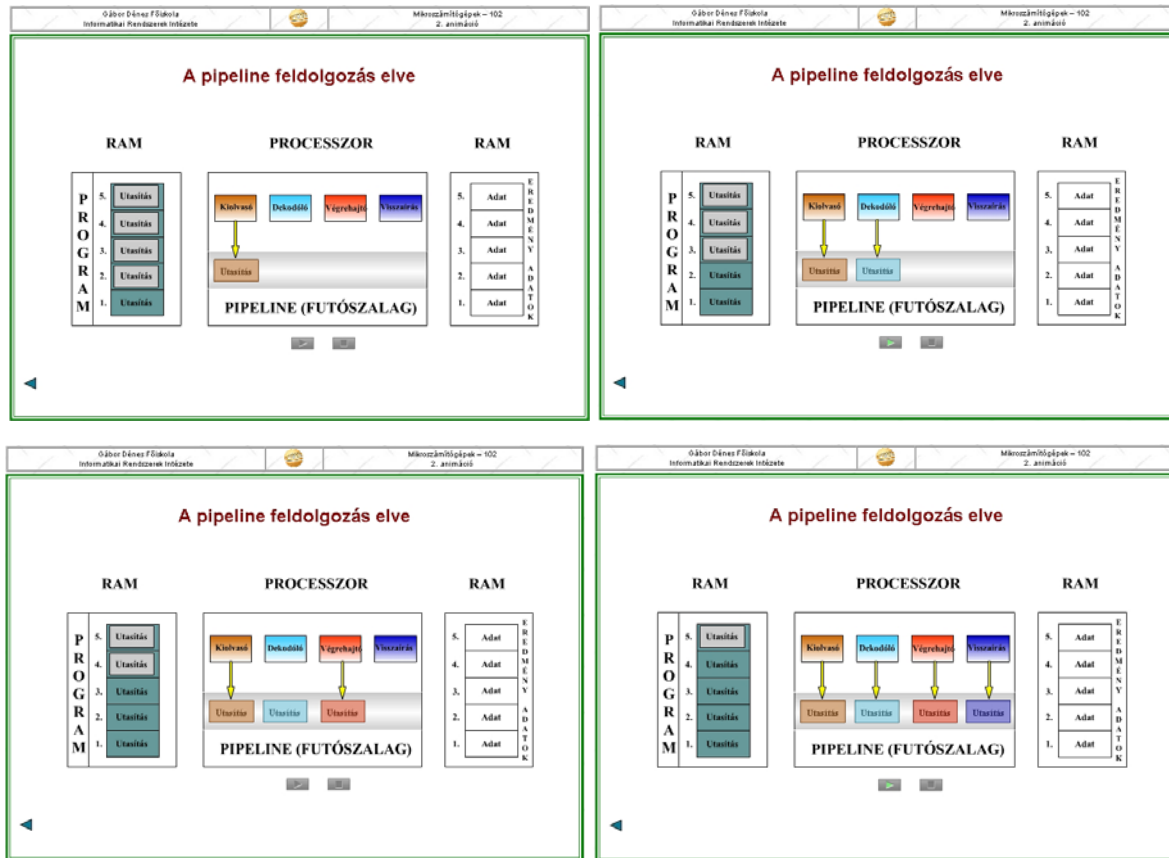 Gábor Dénes Főiskola
Informatikai Rendszerek Intézete
Mikroszámítógépek – 102
2. animáció
A pipeline feldolgozás elve
RAM
PROCESSZOR
RAM
PROGRAM
5. Utasítás
4. Utasítás
3. Utasítás
2. Utasítás
1. Utasítás
Kiolvasó Dekodóló Végrehajtó Visszaírás
Utasítás
PIPELINE (FUTÓSZALAG)
5. Adat
4. Adat
3. Adat
2. Adat
1. Adat
EREDMÉNY ADATOK
Gábor Dénes Főiskola
Informatikai Rendszerek Intézete
Mikroszámítógépek – 102
2. animáció
A pipeline feldolgozás elve
RAM
PROCESSZOR
RAM
PROGRAM
5. Utasítás
4. Utasítás
3. Utasítás
2. Utasítás
1. Utasítás
Kiolvasó Dekodóló Végrehajtó Visszaírás
Utasítás Utasítás
PIPELINE (FUTÓSZALAG)
5. Adat
4. Adat
3. Adat
2. Adat
1. Adat
EREDMÉNY ADATOK
Gábor Dénes Főiskola
Informatikai Rendszerek Intézete
Mikroszámítógépek – 102
2. animáció
A pipeline feldolgozás elve
RAM
PROCESSZOR
RAM
PROGRAM
5. Utasítás
4. Utasítás
3. Utasítás
2. Utasítás
1. Utasítás
Kiolvasó Dekodóló Végrehajtó Visszaírás
Utasítás Utasítás Utasítás
PIPELINE (FUTÓSZALAG)
5. Adat
4. Adat
3. Adat
2. Adat
1. Adat
EREDMÉNY ADATOK
Gábor Dénes Főiskola
Informatikai Rendszerek Intézete
Mikroszámítógépek – 102
2. animáció
A pipeline feldolgozás elve
RAM
PROCESSZOR
RAM
PROGRAM
5. Utasítás
4. Utasítás
3. Utasítás
2. Utasítás
1. Utasítás
Kiolvasó Dekodóló Végrehajtó Visszaírás
Utasítás Utasítás Utasítás Utasítás
PIPELINE (FUTÓSZALAG)
5. Adat
4. Adat
3. Adat
2. Adat
1. Adat
EREDMÉNY ADATOK